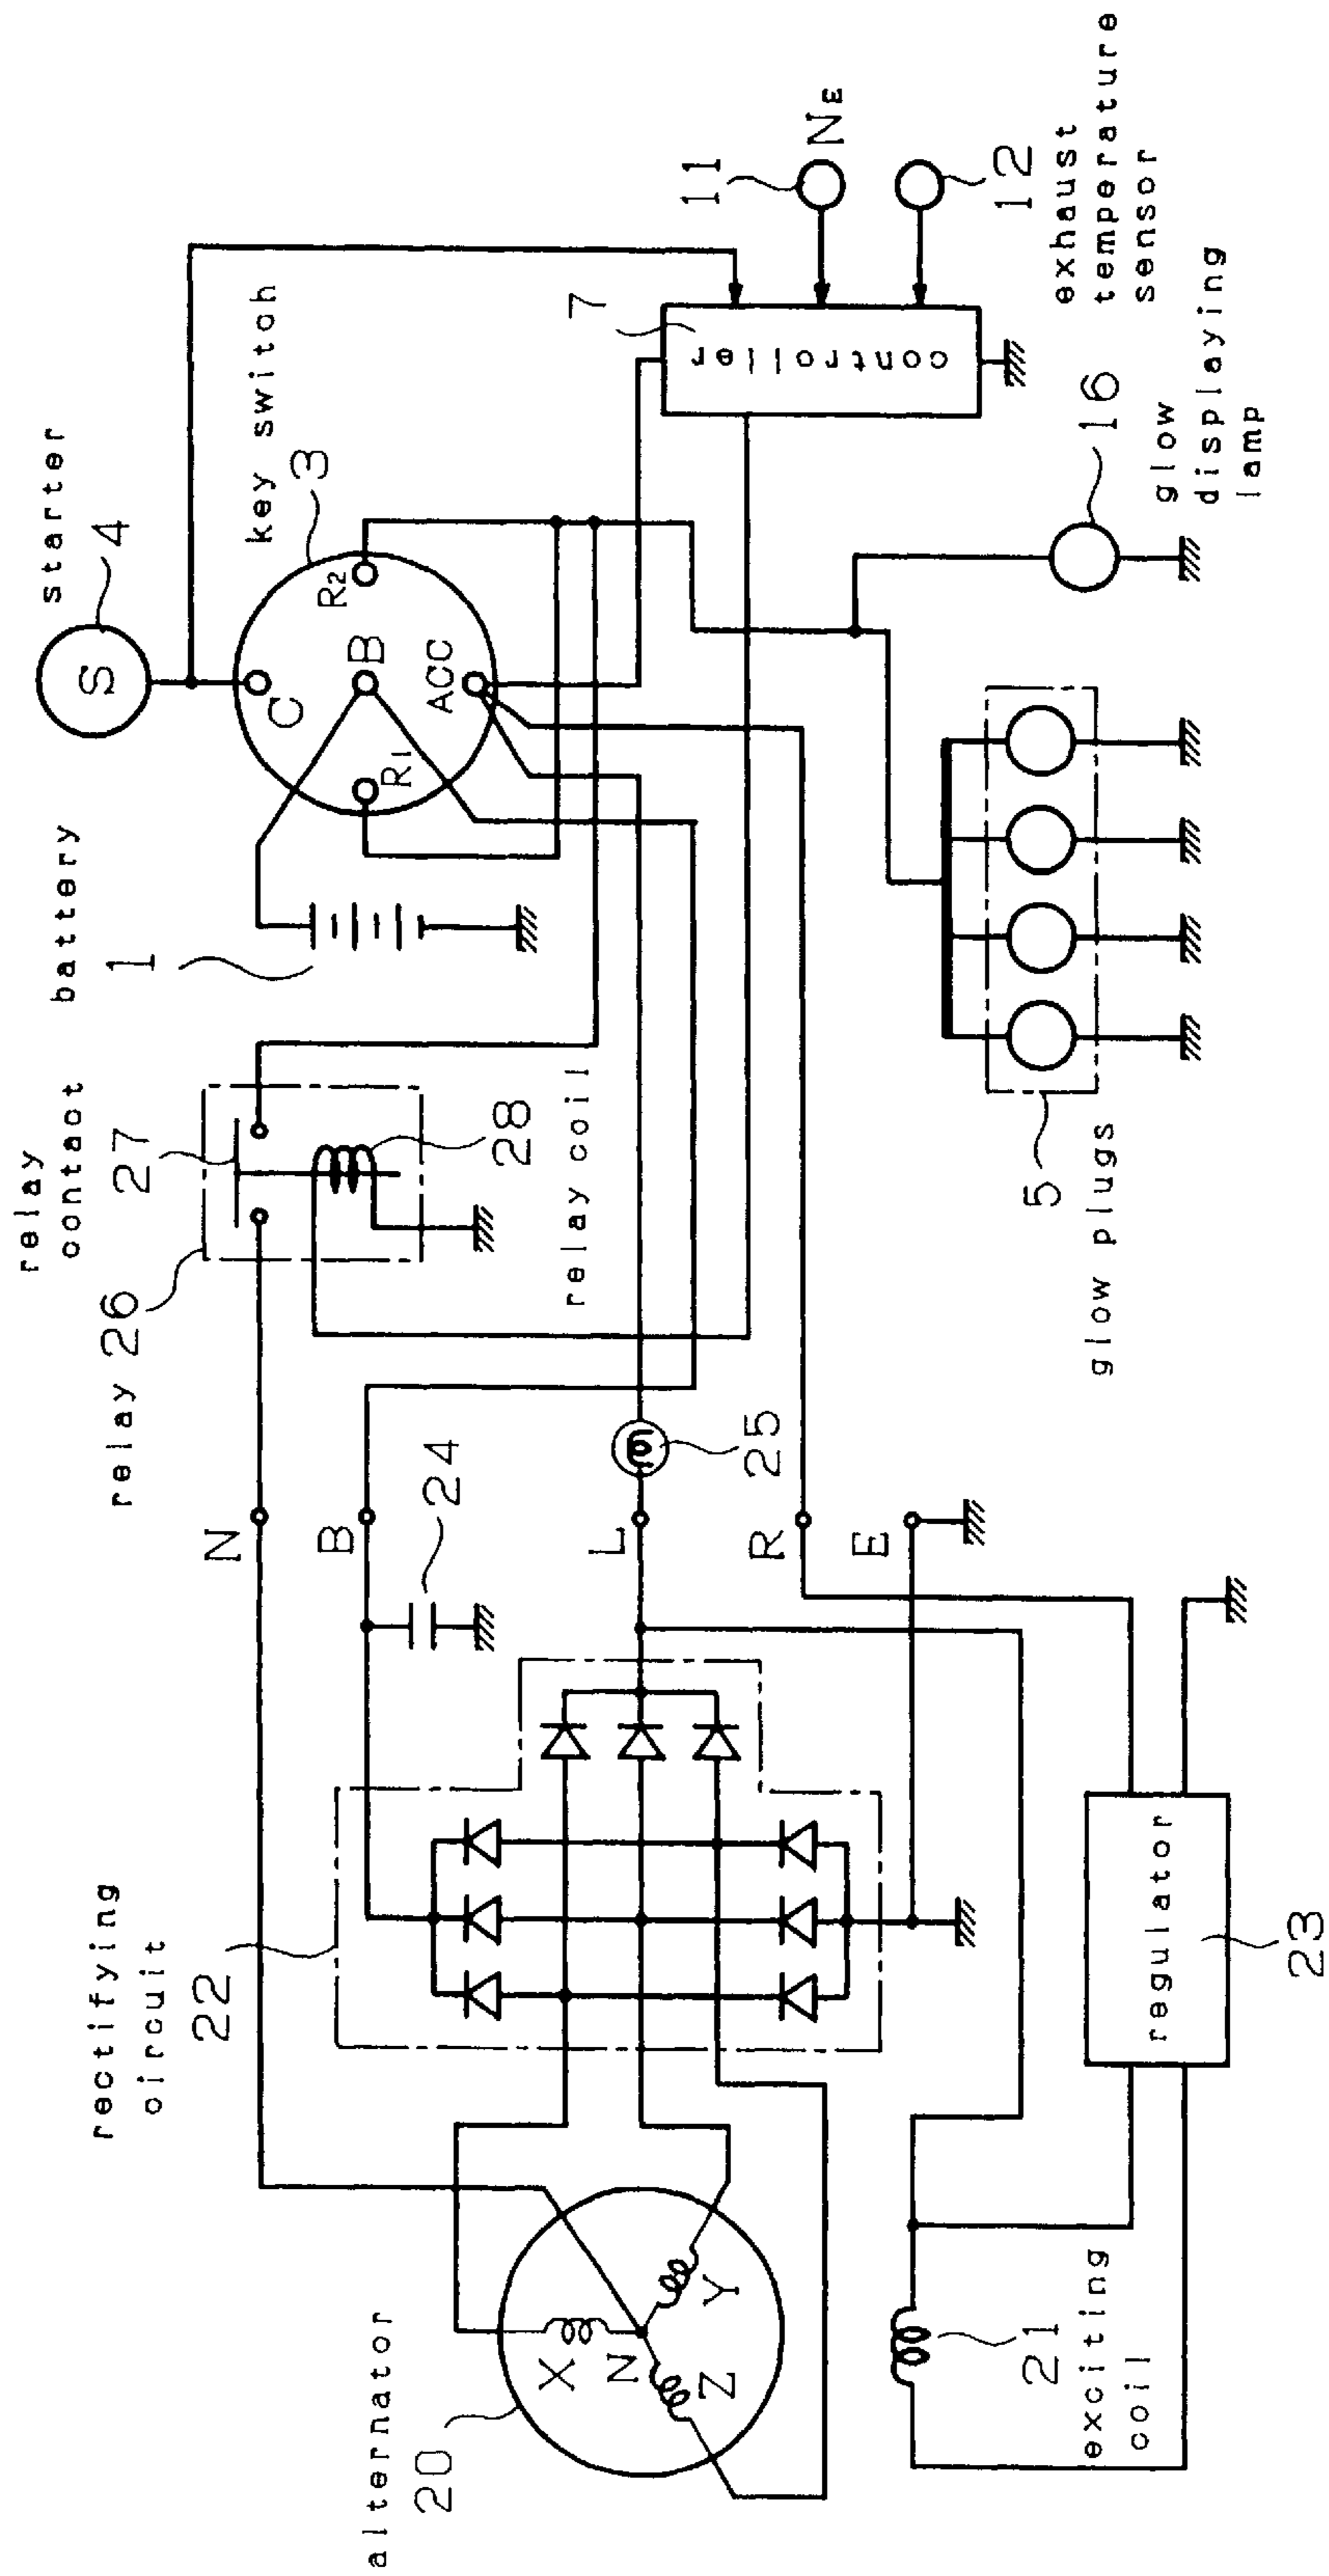 starter
4
S
key switch
3
C
B
R1
R2
ACC
battery
1
relay
contact
27
28
relay 26
relay coil
7
controller
11
NE
12
exhaust
temperature
sensor
16
glow
displaying
lamp
5
glow plugs
N
B
L
R
E
24
25
rectifying
circuit
22
alternator
20
X
N
Y
Z
21
exciting
coil
regulator
23